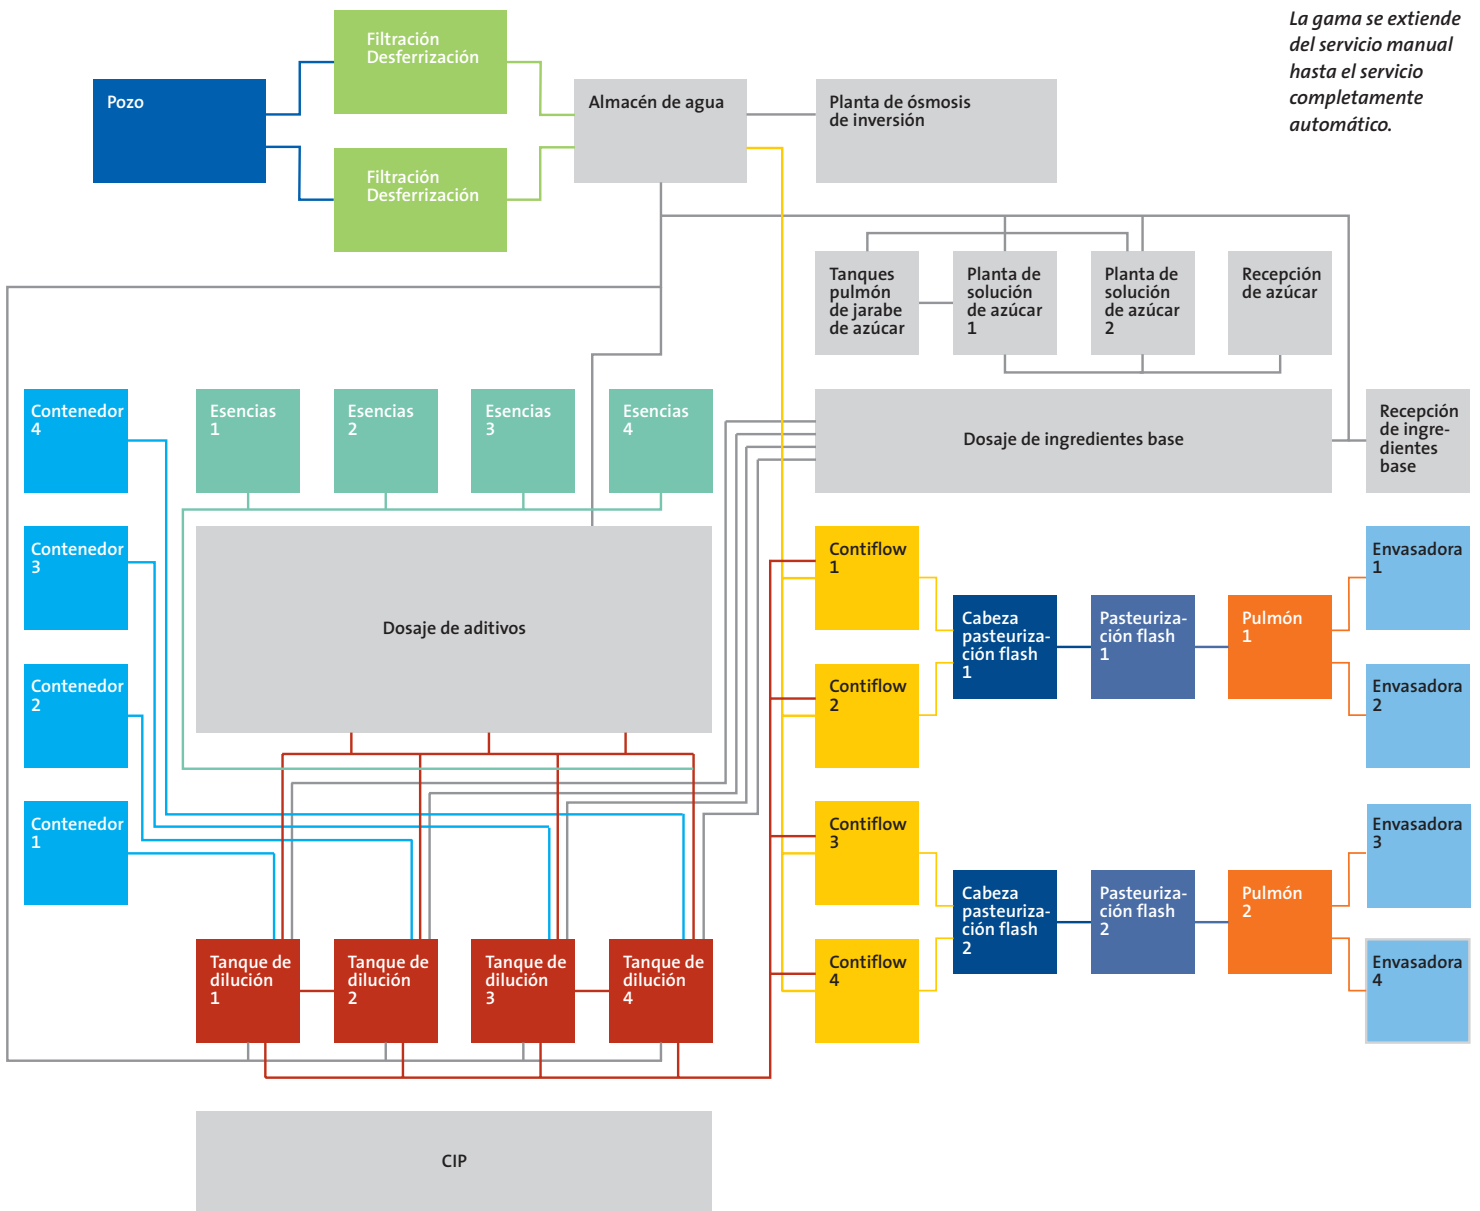 La gama se extiende
del servicio manual
hasta el servicio
completamente
automático.
Filtración
Desferrización
Pozo
Almacén de agua
Planta de ósmosis
de inversión
Filtración
Desferrización
Tanques
pulmón
de jarabe
de azúcar
Planta de
solución
de azúcar
1
Planta de
solución
de azúcar
2
Recepción
de azúcar
Contenedor
4
Esencias
1
Esencias
2
Esencias
3
Esencias
4
Dosaje de ingredientes base
Recepción
de ingre-
dientes
base
Contenedor
3
Dosaje de aditivos
Contiflow
1
Envasadora
1
Cabeza
pasteuriza-
ción flash
1
Pasteuriza-
ción flash
1
Pulmón
1
Contenedor
2
Contiflow
2
Envasadora
2
Contenedor
1
Contiflow
3
Envasadora
3
Cabeza
pasteuriza-
ción flash
2
Pasteuriza-
ción flash
2
Pulmón
2
Tanque de
dilución
1
Tanque de
dilución
2
Tanque de
dilución
3
Tanque de
dilución
4
Contiflow
4
Envasadora
4
CIP